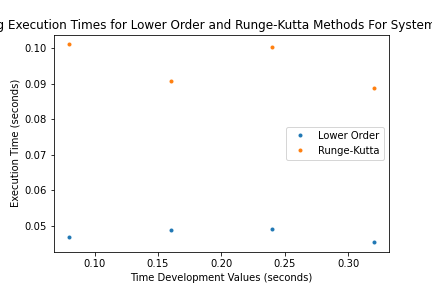 g Execution Times for Lower Order and Runge-Kutta Methods For System
0.10
0.09
0.08
0.07
0.06
0.05
Execution Time (seconds)
Lower Order
Runge-Kutta
0.10
0.15
0.20
0.25
0.30
Time Development Values (seconds)